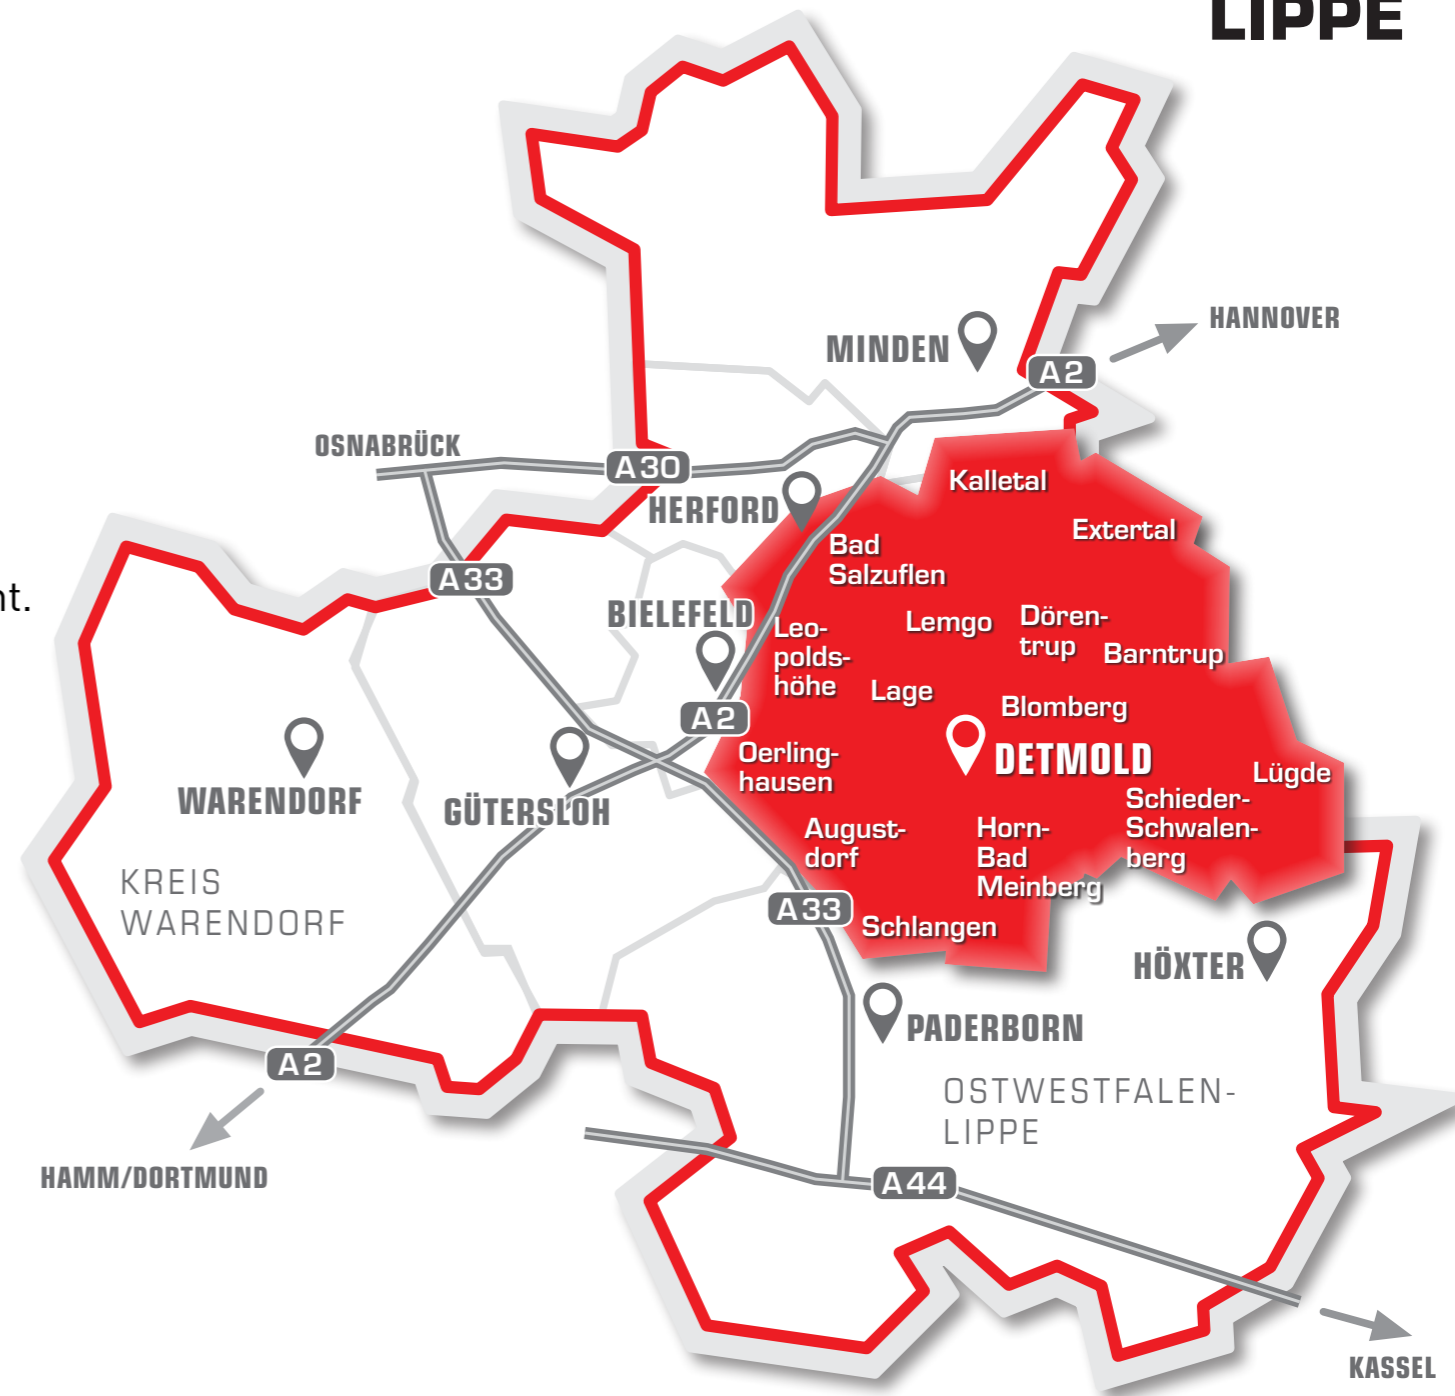 LIPPE
HANNOVER
MINDEN
A2
OSNABRÜCK
A30
Kalletal
HERFORD
Extertal
Bad
Salzuflen
A33
nt.
BIELEFELD
Leo-
polds-
höhe
Lemgo
Dören-
trup
Barntrup
Lage
Blomberg
A2
DETMOLD
Oerling-
hausen
Lügde
WARENDORF
GÜTERSLOH
Schieder-
Schwalen-
berg
August-
dorf
Horn-
Bad
Meinberg
KREIS
WARENDORF
A33
Schlangen
HÖXTER
PADERBORN
A2
OSTWESTFALEN-
LIPPE
HAMM/DORTMUND
A44
KASSEL